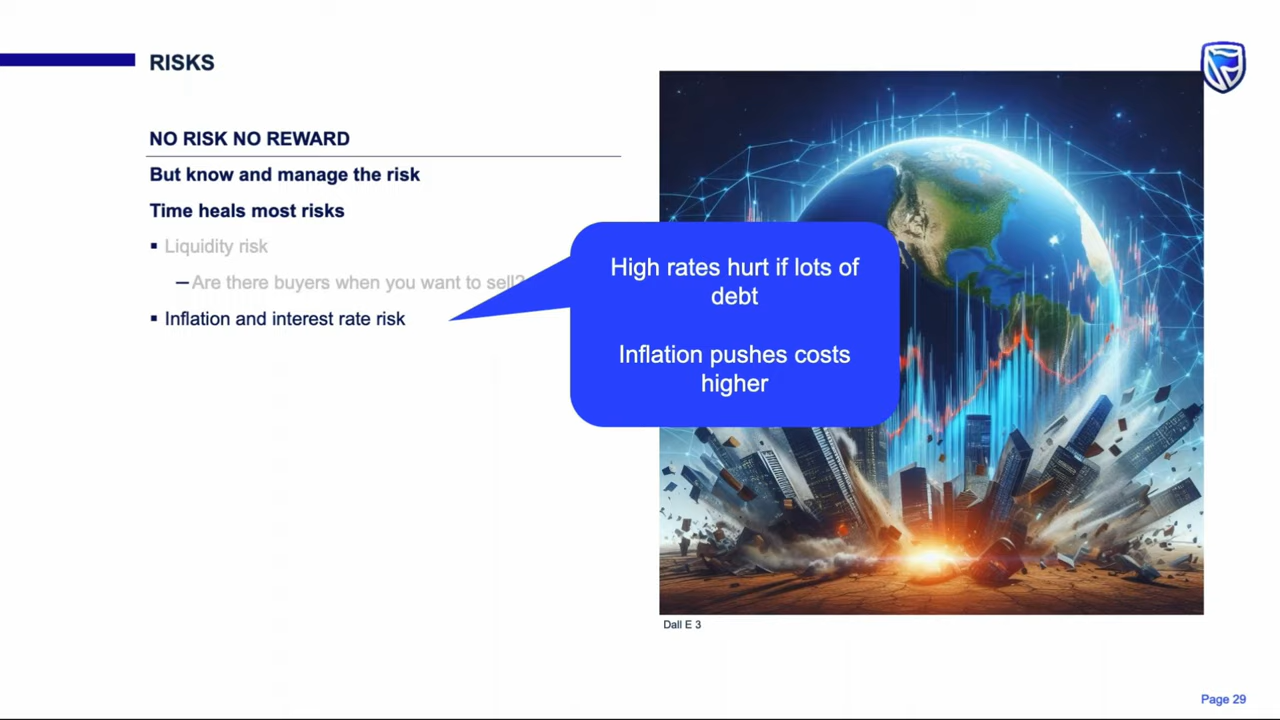 RISKS
NO RISK NO REWARD
But know and manage the risk
Time heals most risks
▪ Liquidity risk
–Are there buyers when you want to sell?
▪ Inflation and interest rate risk
High rates hurt if lots of
debt
Inflation pushes costs
higher
Dall E 3
Page 29